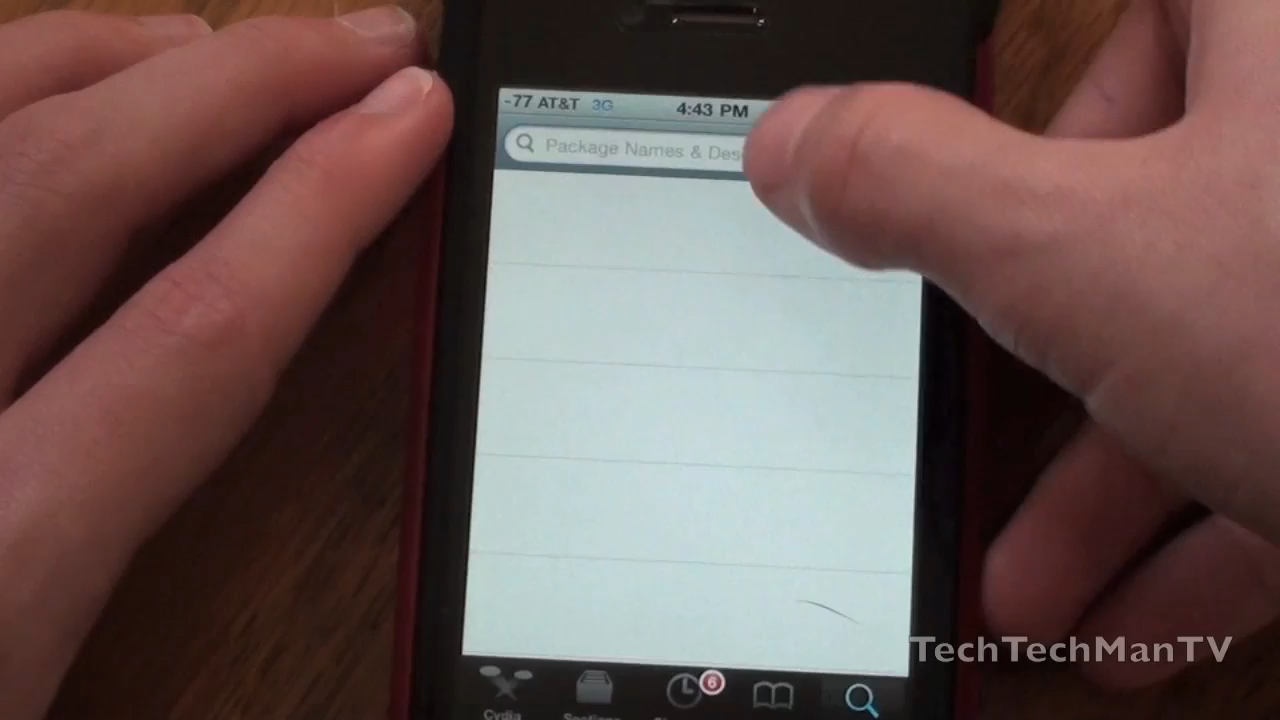 -77 AT&T 3G 4:43 PM
Package Names & Des
TechTechManTV
6
Cydia